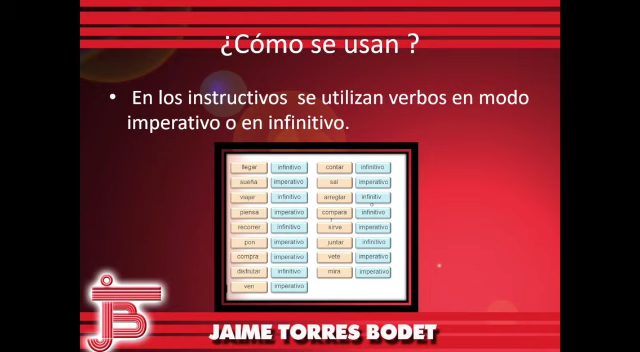 ¿Cómo se usan ?
• En los instructivos se utilizan verbos en modo
imperativo o en infinitivo.
llegar infinitivo contar infinitivo
sueña imperativo sal imperativo
viajar infinitivo arreglar infinitiv
o
piensa imperativo compara infinitivo
r
recorrer infinitivo sirve imperativo
pon imperativo juntar infinitivo
compra imperativo vete imperativo
disfrutar infinitivo mira imperativo
ven imperativo
JAIME TORRES BODET